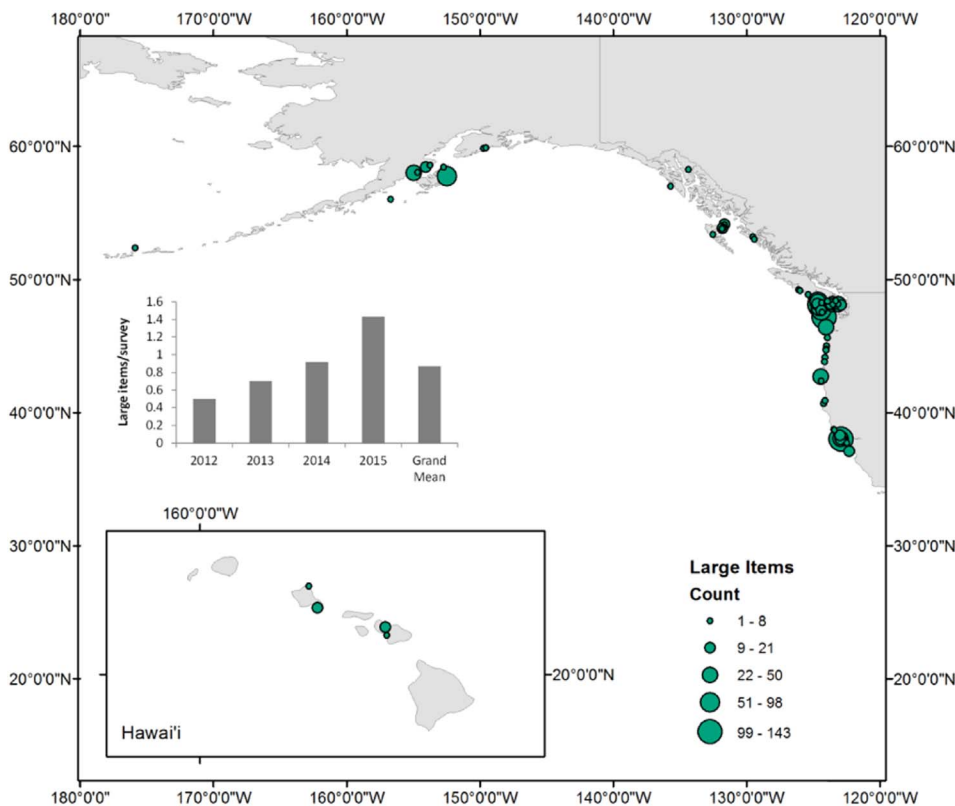 180°0'0"W 170°0'0"W 160°0'0"W 150°0'0"W 140°0'0"W 130°0'0"W 120°0'0"W
60°0'0"N 60°0'0"N
50°0'0"N 50°0'0"N
1.6
1.4
1.2
1
0.8
0.6
0.4
0.2
0
Large items/survey
2012 2013 2014 2015 Grand
Mean
40°0'0"N 40°0'0"N
160°0'0"W
30°0'0"N 30°0'0"N
Large Items
Count
1 - 8
9 - 21
22 - 50
51 - 98
99 - 143
20°0'0"N
20°0'0"N 20°0'0"N
Hawai'i
180°0'0"W 170°0'0"W 160°0'0"W 150°0'0"W 140°0'0"W 130°0'0"W 120°0'0"W